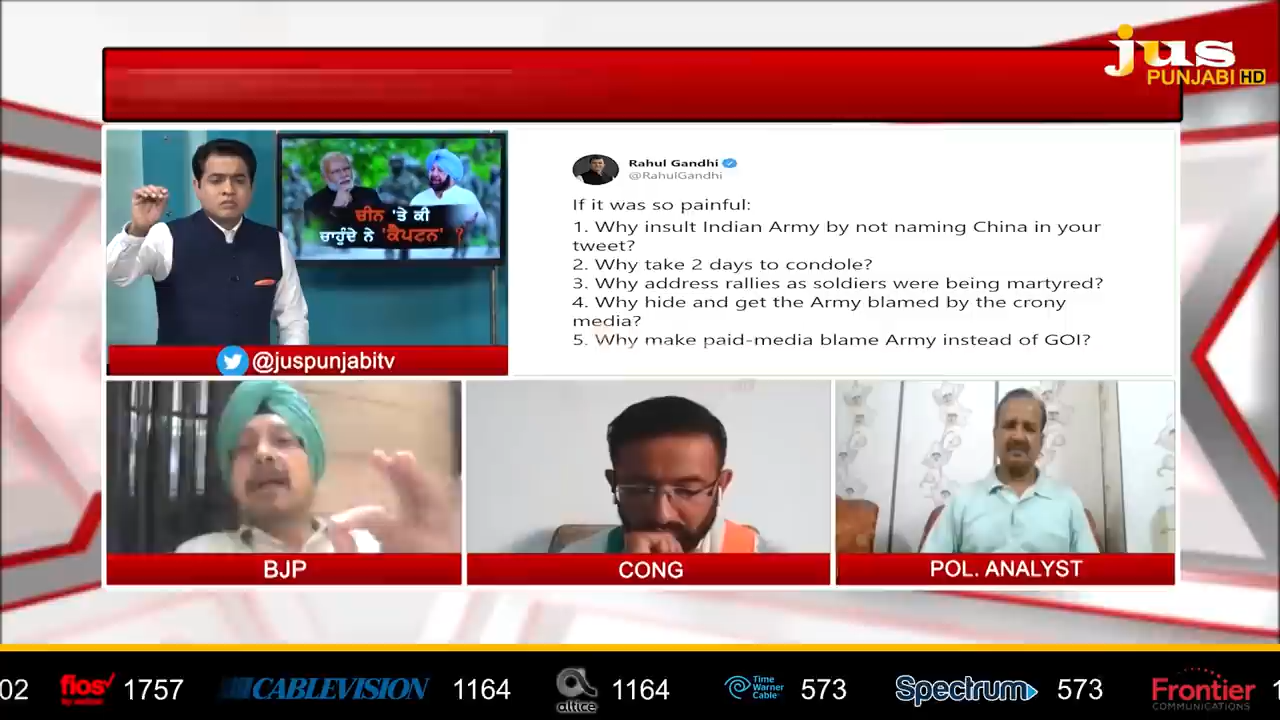 jus
PUNJABI HD
ਚੀਨ 'ਤੇ ਕੀ
ਚਾਹੁੰਦੇ ਨੇ 'ਕੈਪਟਨ' ?
@juspunjabitv
Rahul Gandhi
@RahulGandhi
If it was so painful:
1. Why insult Indian Army by not naming China in your
tweet?
2. Why take 2 days to condole?
3. Why address rallies as soldiers were being martyred?
4. Why hide and get the Army blamed by the crony
media?
5. Why make paid-media blame Army instead of GOI?
BJP
CONG
POL. ANALYST
02 fios 1757 CABLEVISION 1164 altice 1164 Time Warner Cable 573 Spectrum 573 Frontier COMMUNICATIONS 1